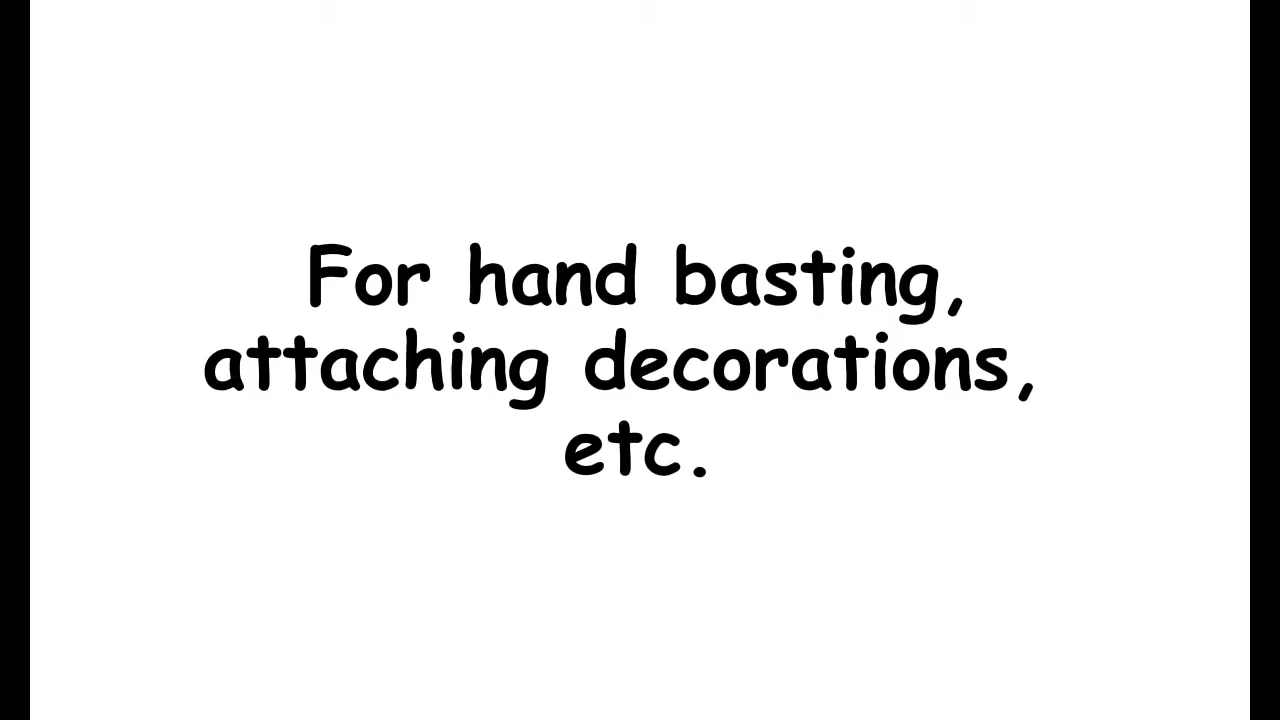 For hand basting,
attaching decorations,
etc.